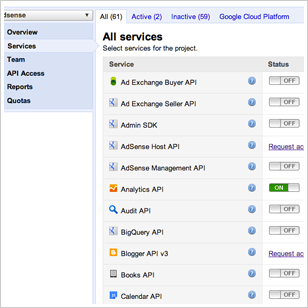 dsense
Overview
Services
Team
API Access
Reports
Quotas
All (61) Active (2) Inactive (59) Google Cloud Platform
All services
Select services for the project.
Service Status
Ad Exchange Buyer API OFF
Ad Exchange Seller API OFF
Admin SDK OFF
AdSense Host API Request ac
AdSense Management API OFF
Analytics API ON
Audit API OFF
BigQuery API OFF
Blogger API v3 Request ac
Books API OFF
Calendar API OFF